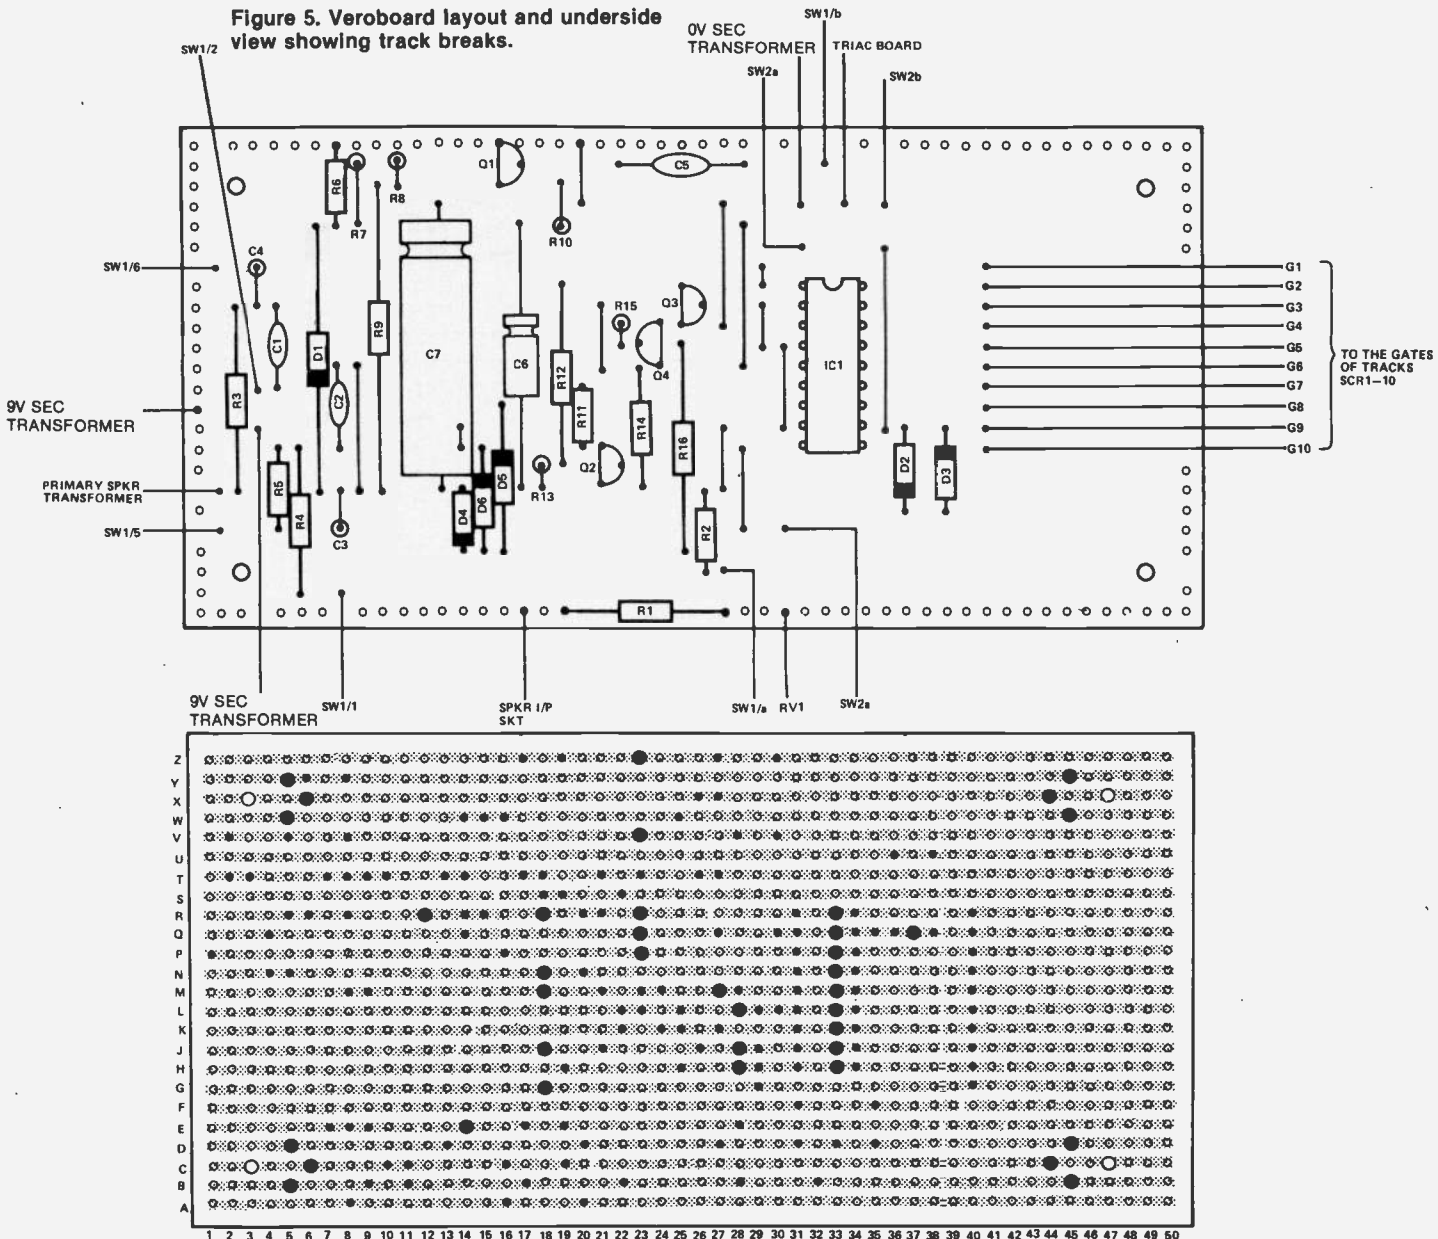 Figure 5. Veroboard layout and underside
view showing track breaks.
SW1/2
SW1/b
0V SEC
TRANSFORMER
TRIAC BOARD
SW2a
SW2b
Q1
C5
R6
R8
R7
R10
C4
SW1/6
G1
G2
G3
G4
G5
G6
G7
G8
G9
G10
TO THE GATES
OF TRACKS
SCR1–10
R15
Q3
R9
C1
D1
C7
C6
Q4
IC1
R12
R3
C2
R11
R14
R16
9V SEC
TRANSFORMER
Q2
D2
D3
PRIMARY SPKR
TRANSFORMER
R5
R4
D5
D6
D4
R13
SW1/5
C3
R2
R1
9V SEC
TRANSFORMER
SW1/1
SPKR I/P
SKT
SW1/a
RV1
SW2a
Z
Y
X
W
V
U
T
S
R
Q
P
N
M
L
K
J
H
G
F
E
D
C
B
A
1 2 3 4 5 6 7 8 9 10 11 12 13 14 15 16 17 18 19 20 21 22 23 24 25 26 27 28 29 30 31 32 33 34 35 36 37 38 39 40 41 42 43 44 45 46 47 48 49 50